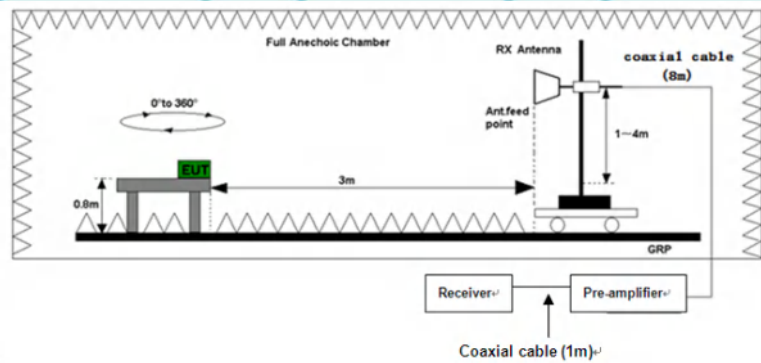 Full Anechoic Chamber
RX Antenna
coaxial cable
(8m)
0°to 360°
Ant.feed
point
1～4m
EUT
3m
0.8m
GRP
Receiver↵
Pre-amplifier↵
Coaxial cable (1m)↵